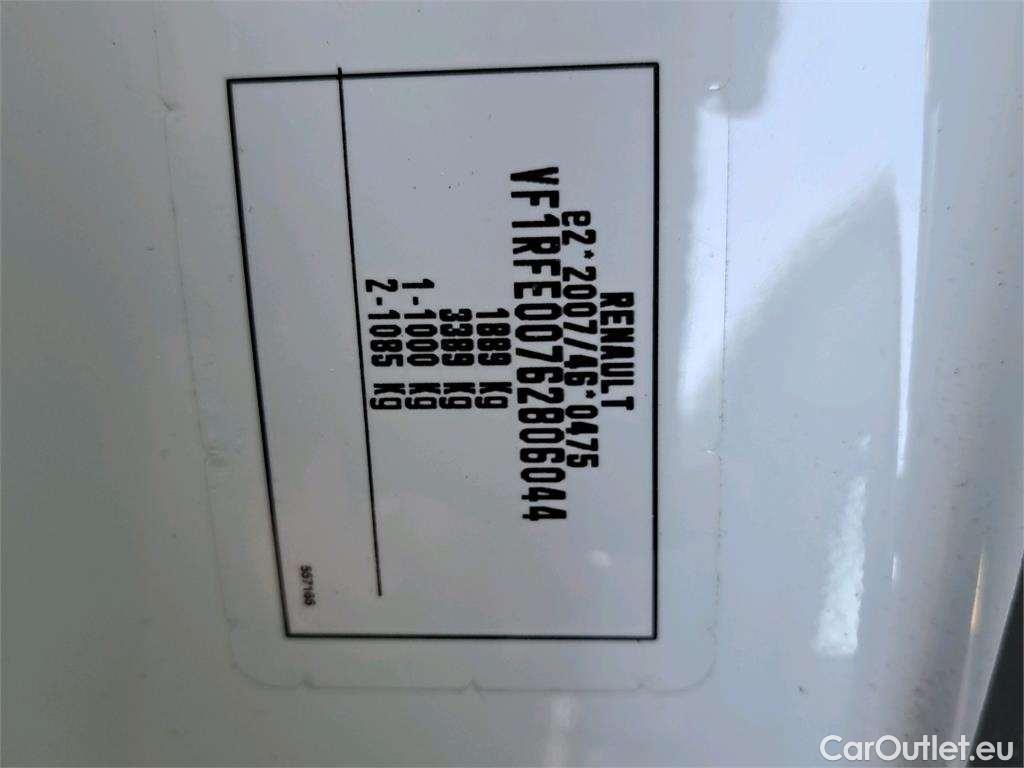 RENAULT
e2*2007/46*0475
VF1RFE00762806044
1889 Kg
3389 Kg
1-1000 Kg
2-1085 Kg
CarOutlet.eu